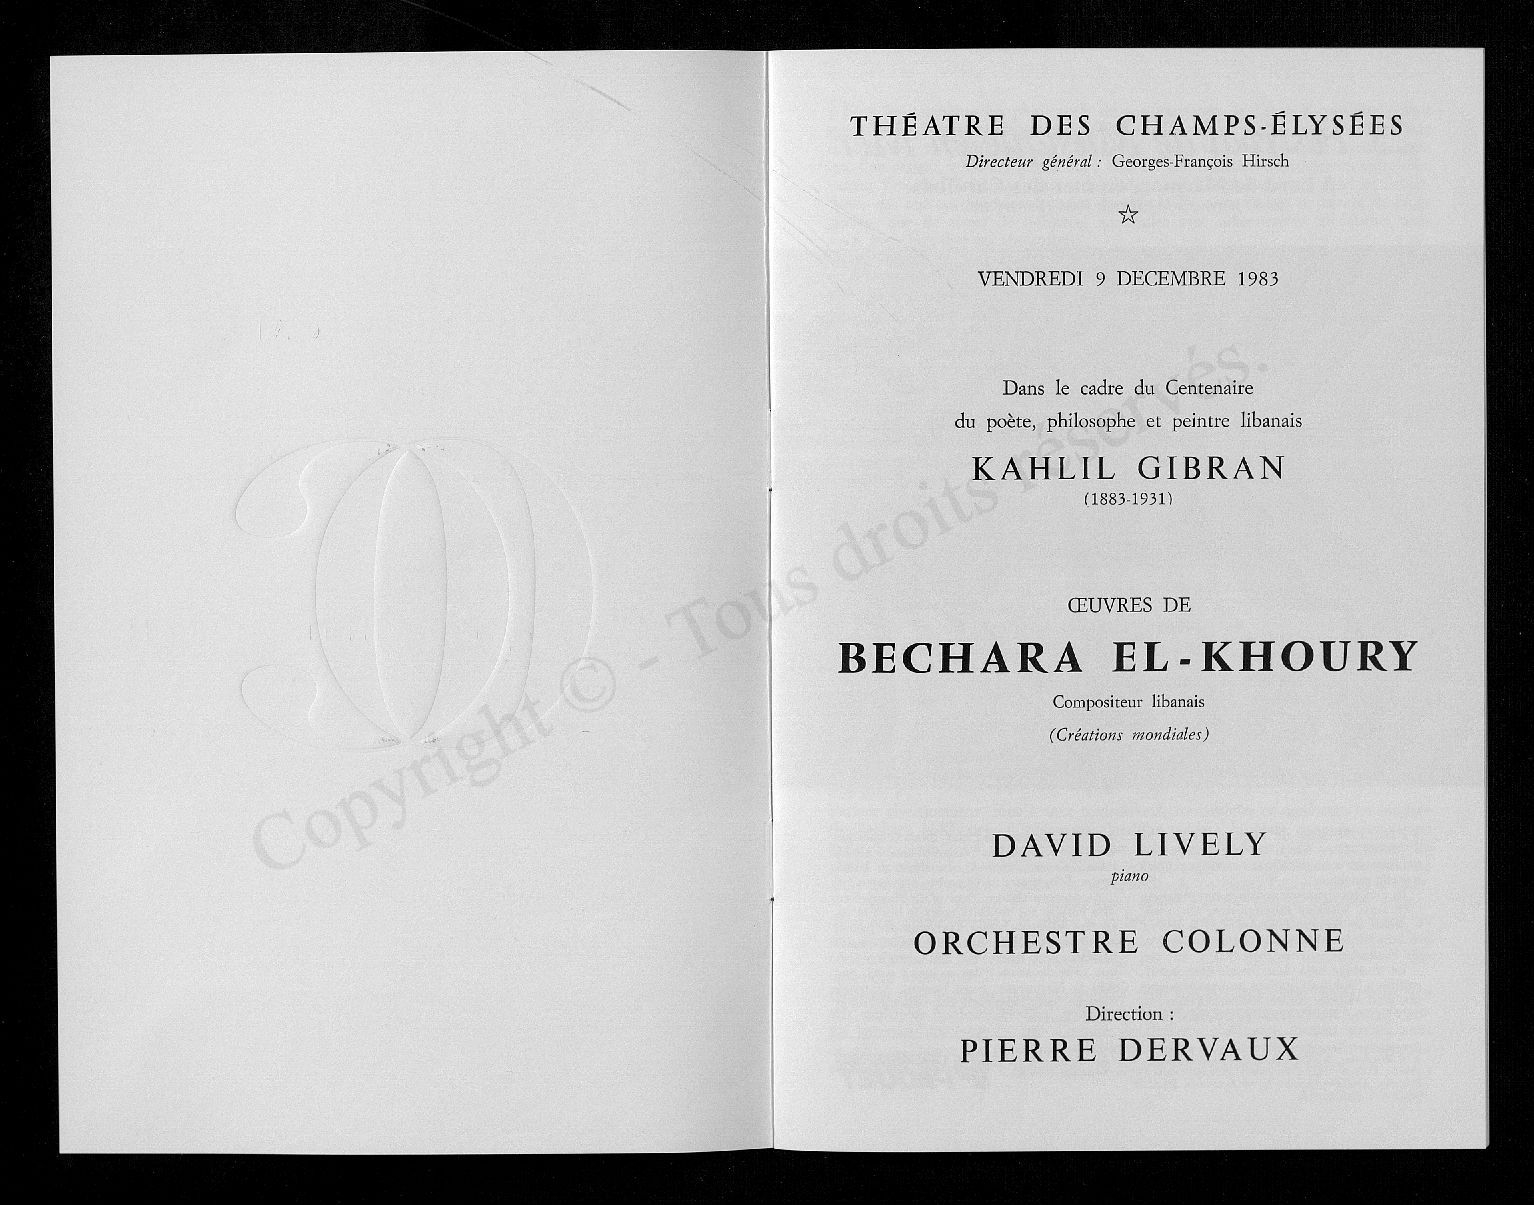 THÉATRE DES CHAMPS-ÉLYSÉES
Directeur général : Georges-François Hirsch
VENDREDI 9 DECEMBRE 1983
Dans le cadre du Centenaire
du poète, philosophe et peintre libanais
KAHLIL GIBRAN
(1883-1931)
ŒUVRES DE
BECHARA EL-KHOURY
Compositeur libanais
(Créations mondiales)
DAVID LIVELY
piano
ORCHESTRE COLONNE
Direction :
PIERRE DERVAUX
Copyright © - Tous droits réservés.